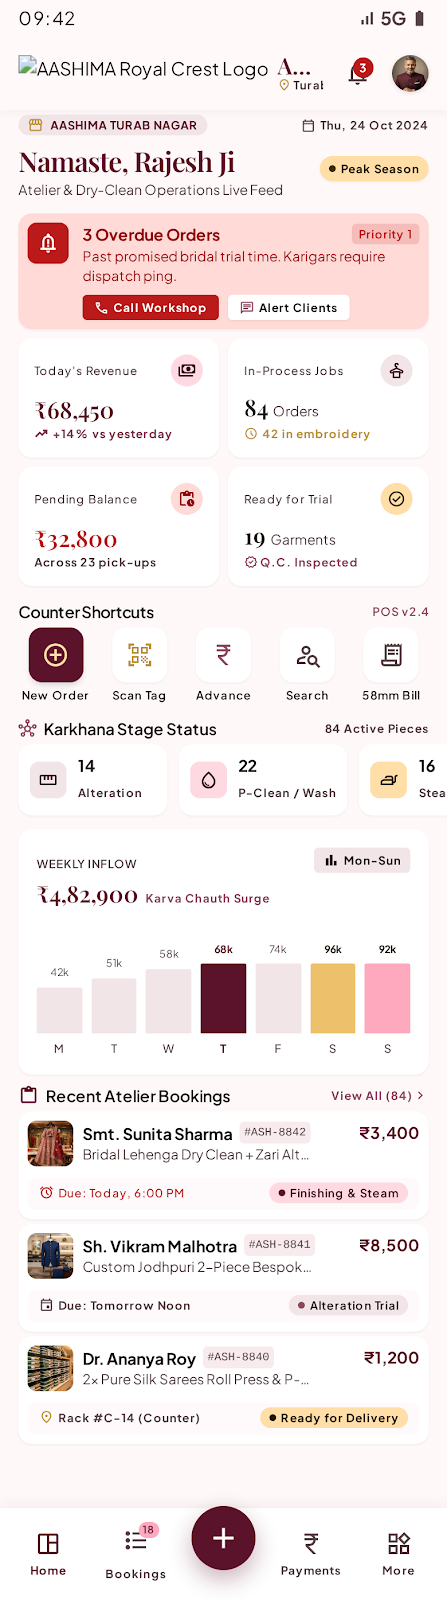 09:42
5G
AASHIMA Royal Crest Logo
A...
3
AASHIMA TURAB NAGAR
Thu, 24 Oct 2024
Namaste, Rajesh Ji
Peak Season
Atelier & Dry-Clean Operations Live Feed
3 Overdue Orders
Priority 1
Past promised bridal trial time. Karigars require
dispatch ping.
Call Workshop
Alert Clients
Today's Revenue
₹68,450
+14% vs yesterday
In-Process Jobs
84 Orders
42 in embroidery
Pending Balance
₹32,800
Across 23 pick-ups
Ready for Trial
19 Garments
Q.C. Inspected
Counter Shortcuts
POS v2.4
New Order
Scan Tag
Advance
Search
58mm Bill
Karkhana Stage Status
84 Active Pieces
14
Alteration
22
P-Clean / Wash
16
WEEKLY INFLOW
Mon-Sun
₹4,82,900 Karva Chauth Surge
42k 51k 58k 68k 74k 96k 92k
M T W T F S S
Recent Atelier Bookings
View All (84)
Smt. Sunita Sharma #ASH-8842 ₹3,400
Bridal Lehenga Dry Clean + Zari Alt...
Due: Today, 6:00 PM
Finishing & Steam
Sh. Vikram Malhotra #ASH-8841 ₹8,500
Custom Jodhpuri 2-Piece Bespok...
Due: Tomorrow Noon
Alteration Trial
Dr. Ananya Roy #ASH-8840 ₹1,200
2x Pure Silk Sarees Roll Press & P-...
Rack #C-14 (Counter)
Ready for Delivery
Home
18
Bookings
Payments
More